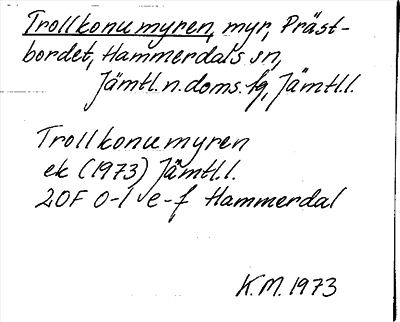 Trollkonumyren, myr, Präst-
bordet, Hammerdals sn,
Jämtl.n.doms.fg, Jämtl.l.
Trollkonumyren
ek (1973) Jämtl.l.
20F 0-1 e-f Hammerdal
K.M. 1973